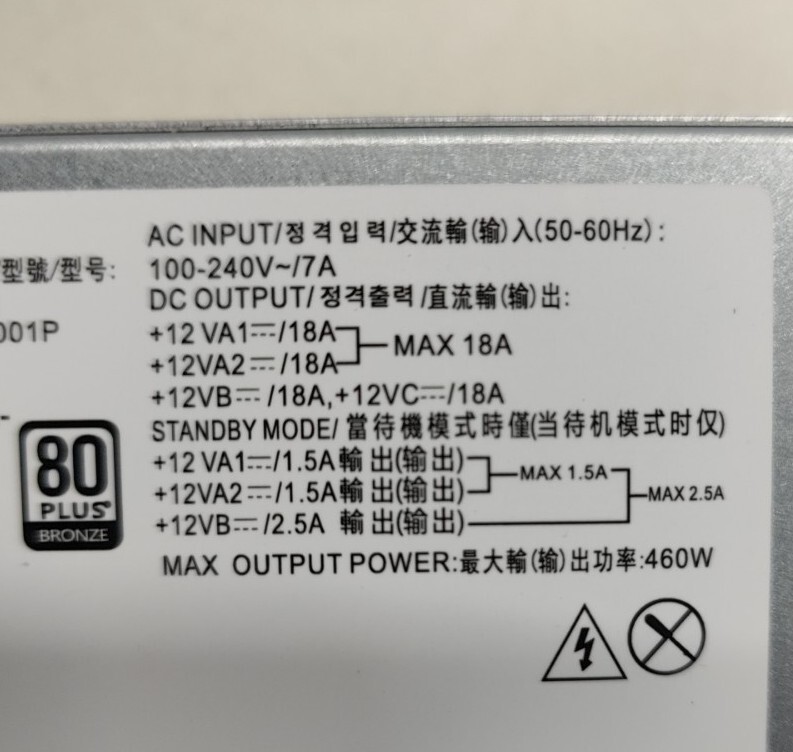 AC INPUT/정격입력/交流輸(输)入(50-60Hz):
型號/型号: 100-240V~/7A
DC OUTPUT/정격출력/直流輸(输)出:
001P
+12 VA1⎓/18A
+12VA2⎓/18A
MAX 18A
+12VB⎓/18A,+12VC⎓/18A
STANDBY MODE/當待機模式時僅(当待机模式时仅)
+12 VA1⎓/1.5A輸出(输出)
+12VA2⎓/1.5A輸出(输出)
MAX 1.5A
+12VB⎓/2.5A 輸出(输出)
MAX 2.5A
80
PLUS®
BRONZE
MAX OUTPUT POWER:最大輸(输)出功率:460W